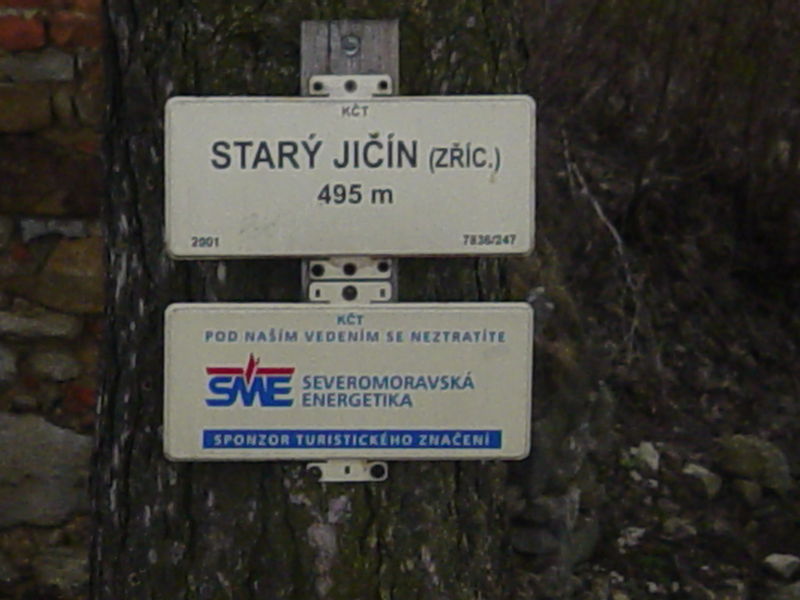 KČT
STARÝ JIČÍN (ZŘÍC.)
495 m
2001 7836/247
KČT
POD NAŠÍM VEDENÍM SE NEZTRATÍTE
SME SEVEROMORAVSKÁ
ENERGETIKA
SPONZOR TURISTICKÉHO ZNAČENÍ